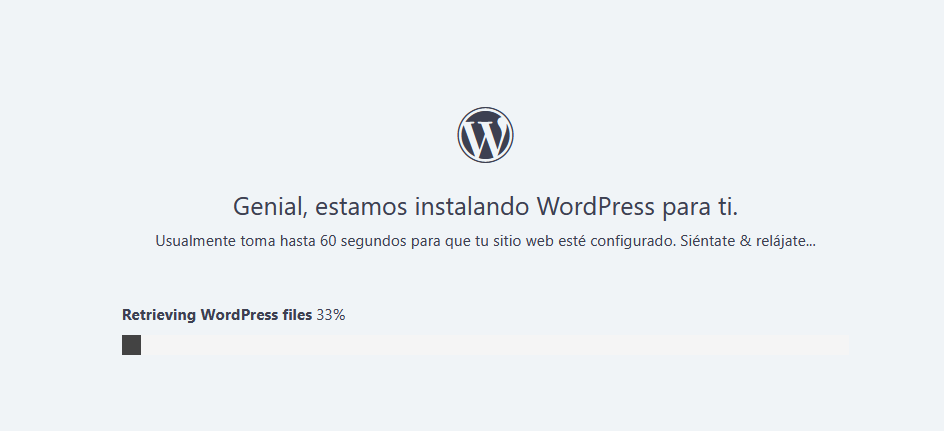 Genial, estamos instalando WordPress para ti.
Usualmente toma hasta 60 segundos para que tu sitio web esté configurado. Siéntate & relájate...
Retrieving WordPress files 33%